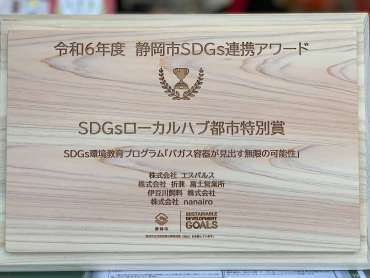 令和6年度 静岡市SDGs連携アワード
SDGsローカルハブ都市特別賞
SDGs環境教育プログラム「バガス容器が見出す無限の可能性」
株式会社 エスパルス
株式会社 折兼 富士営業所
伊豆川飼料 株式会社
株式会社 nanairo
静岡市
SUSTAINABLE
DEVELOPMENT
GOALS